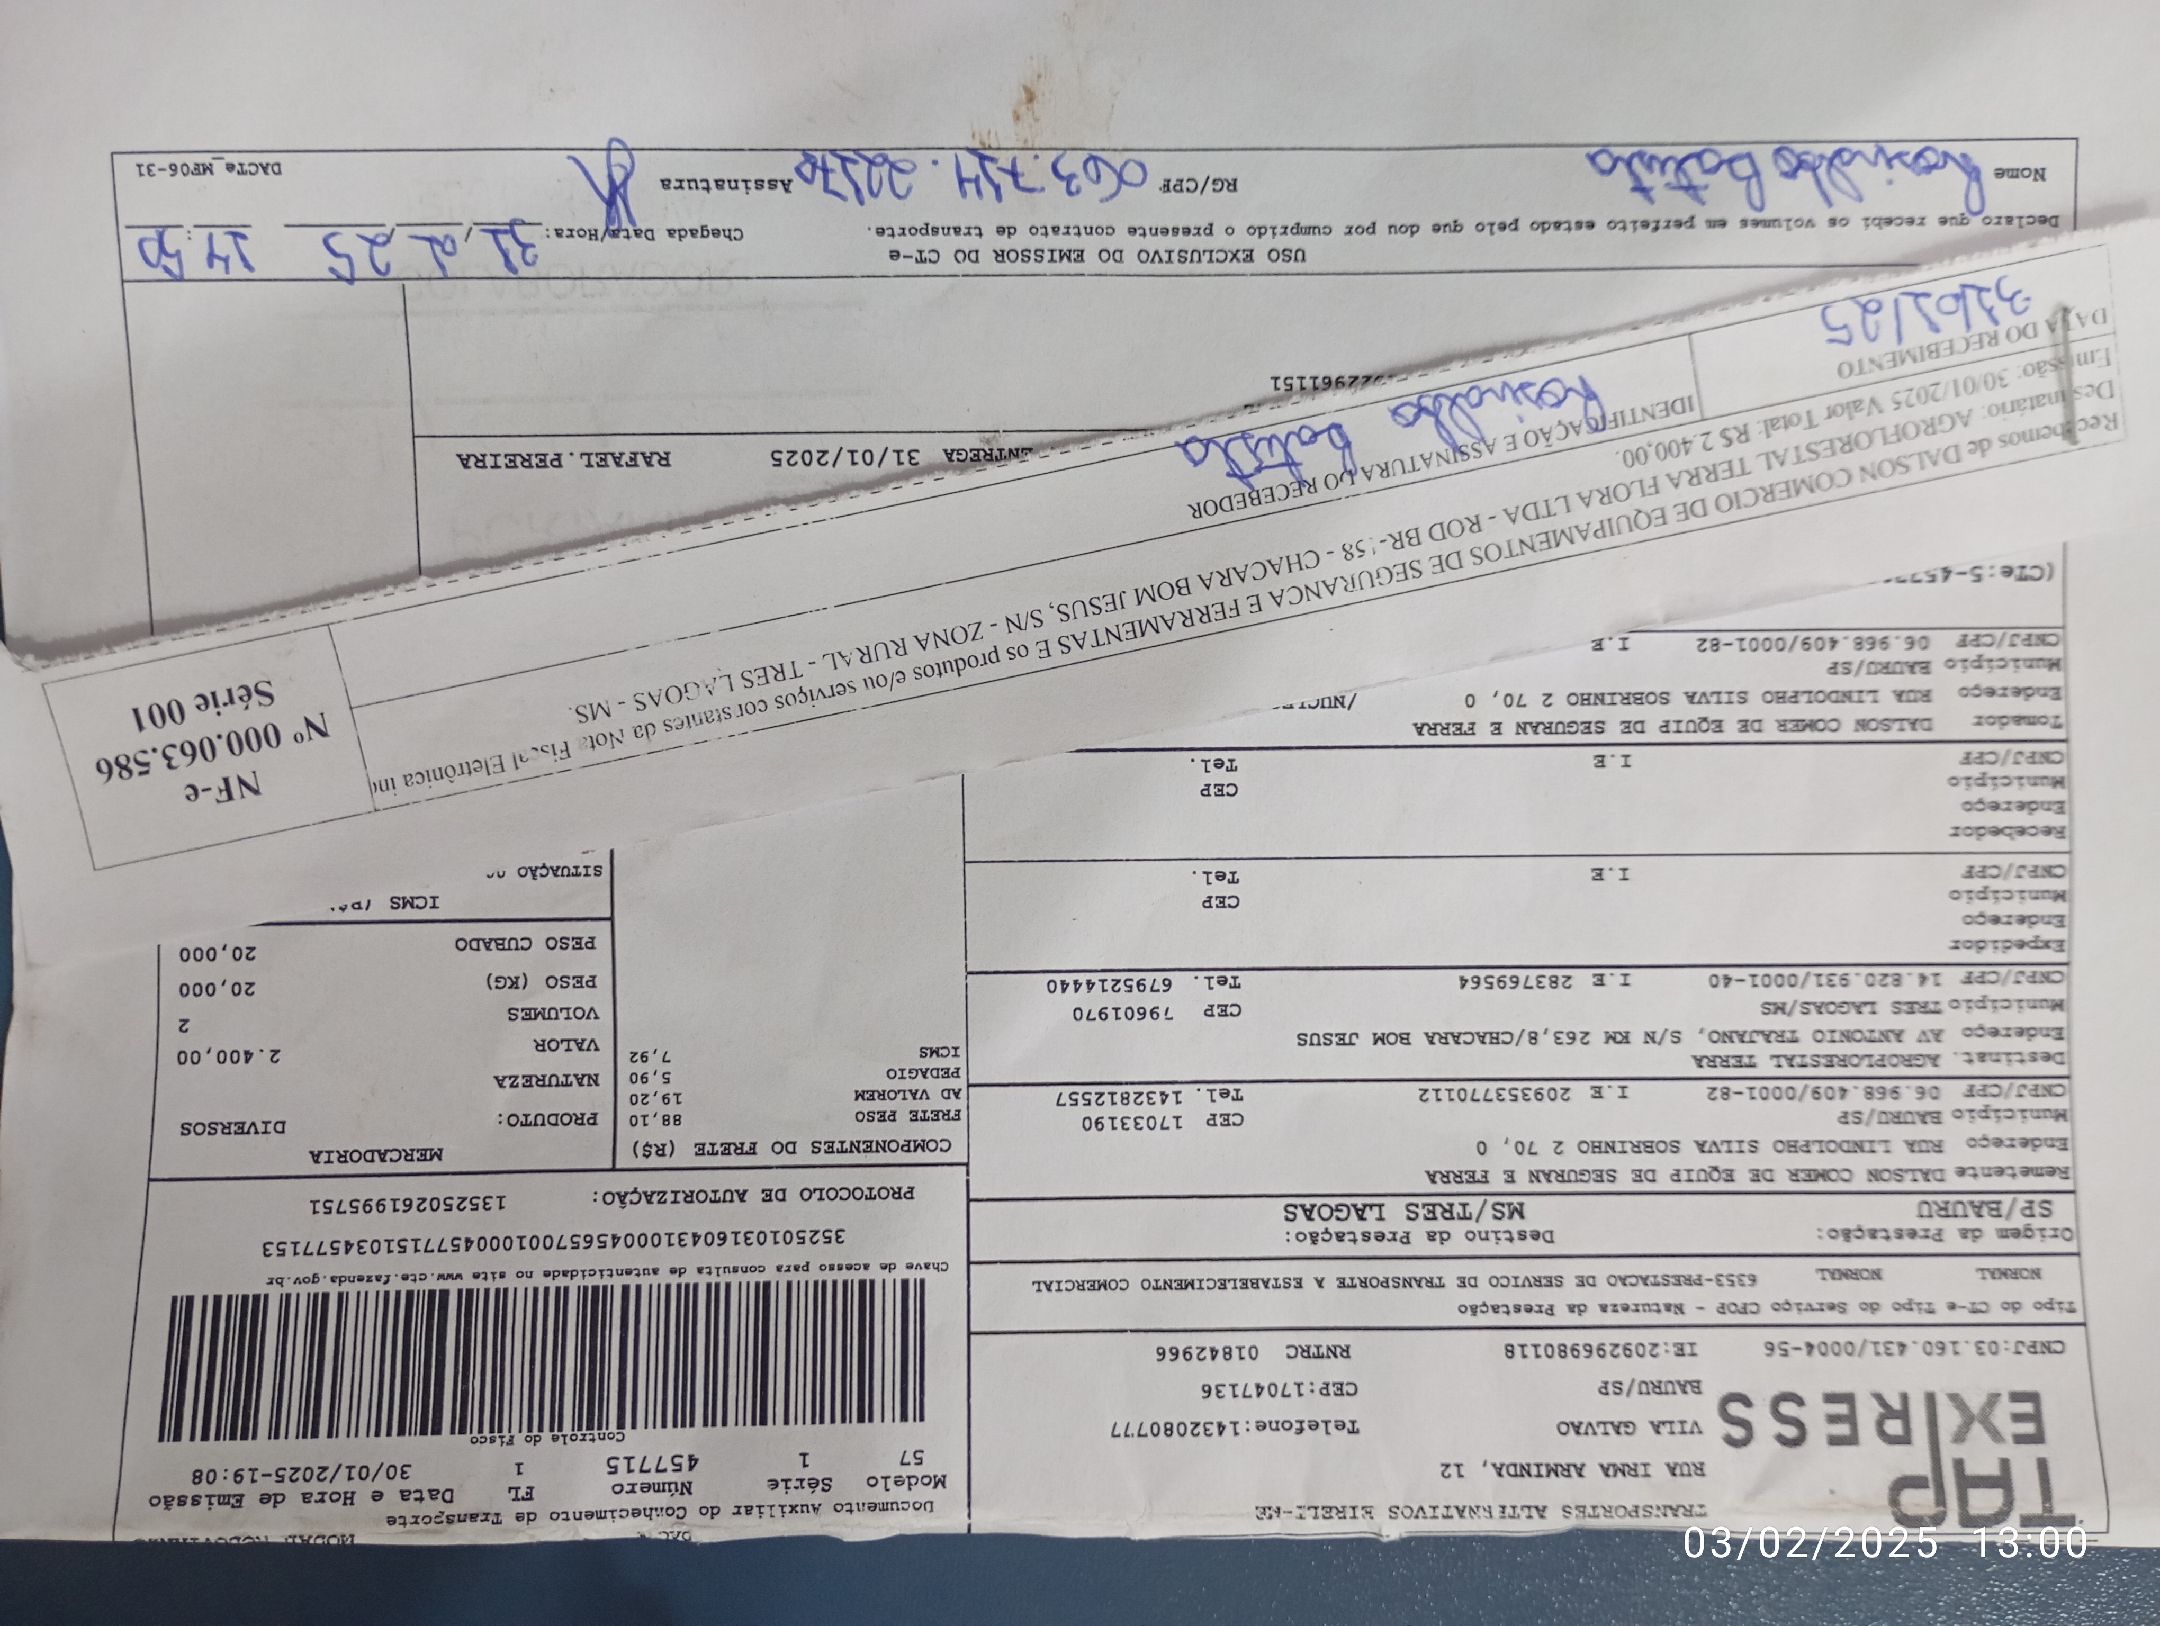 TAP
EXPRESS
TRANSPORTES ALTERNATIVOS EIRELI-ME
RUA IRMA ARMINDA, 12
VILA GALVAO Telefone:1432080777
BAURU/SP CEP:17047136
CNPJ:03.160.431/0004-56 IE:209296980118 RNTRC 01842966
Documento Auxiliar do Conhecimento de Transporte
Modelo Série Número FL Data e Hora de Emissão
57 1 457715 1 30/01/2025-19:08
Controle do Fisco
Chave de acesso para consulta de autenticidade no site www.cte.fazenda.gov.br
35250103160431000456570010004577151034577153
PROTOCOLO DE AUTORIZAÇÃO: 135250261995751
Tipo do CT-e Tipo do Serviço CFOP - Natureza da Prestação
NORMAL NORMAL 6353-PRESTACAO DE SERVICO DE TRANSPORTE A ESTABELECIMENTO COMERCIAL
Origem da Prestação: Destino da Prestação:
SP/BAURU MS/TRES LAGOAS
Remetente DALSON COMER DE EQUIP DE SEGURAN E FERRA
Endereço RUA LINDOLPHO SILVA SOBRINHO 2 70, 0
Município BAURU/SP CEP 17033190
CNPJ/CPF 06.968.409/0001-82 I.E 209353770112 Tel. 1432812557
Destinat. AGROFLORESTAL TERRA
Endereço AV ANTONIO TRAJANO, S/N KM 263,8/CHACARA BOM JESUS
Município TRES LAGOAS/MS CEP 79601970
CNPJ/CPF 14.820.931/0001-40 I.E 283769564 Tel. 6795214440
Expedidor
Endereço
Município CEP
CNPJ/CPF I.E Tel.
Recebedor
Endereço
Município CEP
CNPJ/CPF I.E Tel.
Tomador DALSON COMER DE EQUIP DE SEGURAN E FERRA
Endereço RUA LINDOLPHO SILVA SOBRINHO 2 70, 0
Município BAURU/SP
CNPJ/CPF 06.968.409/0001-82 I.E
COMPONENTES DO FRETE (R$)
FRETE PESO 88,10
AD VALOREM 19,20
PEDAGIO 5,90
ICMS 7,92
MERCADORIA
PRODUTO: DIVERSOS
NATUREZA
VALOR 2.400,00
VOLUMES 2
PESO (KG) 20,000
PESO CUBADO 20,000
ICMS
SITUAÇÃO
Recebemos de DALSON COMERCIO DE EQUIPAMENTOS DE SEGURANCA E FERRAMENTAS E os produtos e/ou serviços constantes da Nota Fiscal Eletrônica
Destinatário: AGROFLORESTAL TERRA FLORA LTDA - ROD BR-158 - CHACARA BOM JESUS, S/N - ZONA RURAL - TRES LAGOAS - MS.
Emissão: 30/01/2025 Valor Total: R$ 2.400,00.
DATA DO RECEBIMENTO IDENTIFICAÇÃO E ASSINATURA DO RECEBEDOR
31/01/25 Rosinaldo Batista
NF-e
Nº 000.063.586
Série 001
ENTREGA 31/01/2025 RAFAEL.PEREIRA
USO EXCLUSIVO DO EMISSOR DO CT-e
Declaro que recebi os volumes em perfeito estado pelo que dou por cumprido o presente contrato de transporte. Chegada Data/Hora: 31/01/25 14:50
Nome Rosinaldo Batista RG/CPF Assinatura
DACTe_MF06-31
03/02/2025 13:00